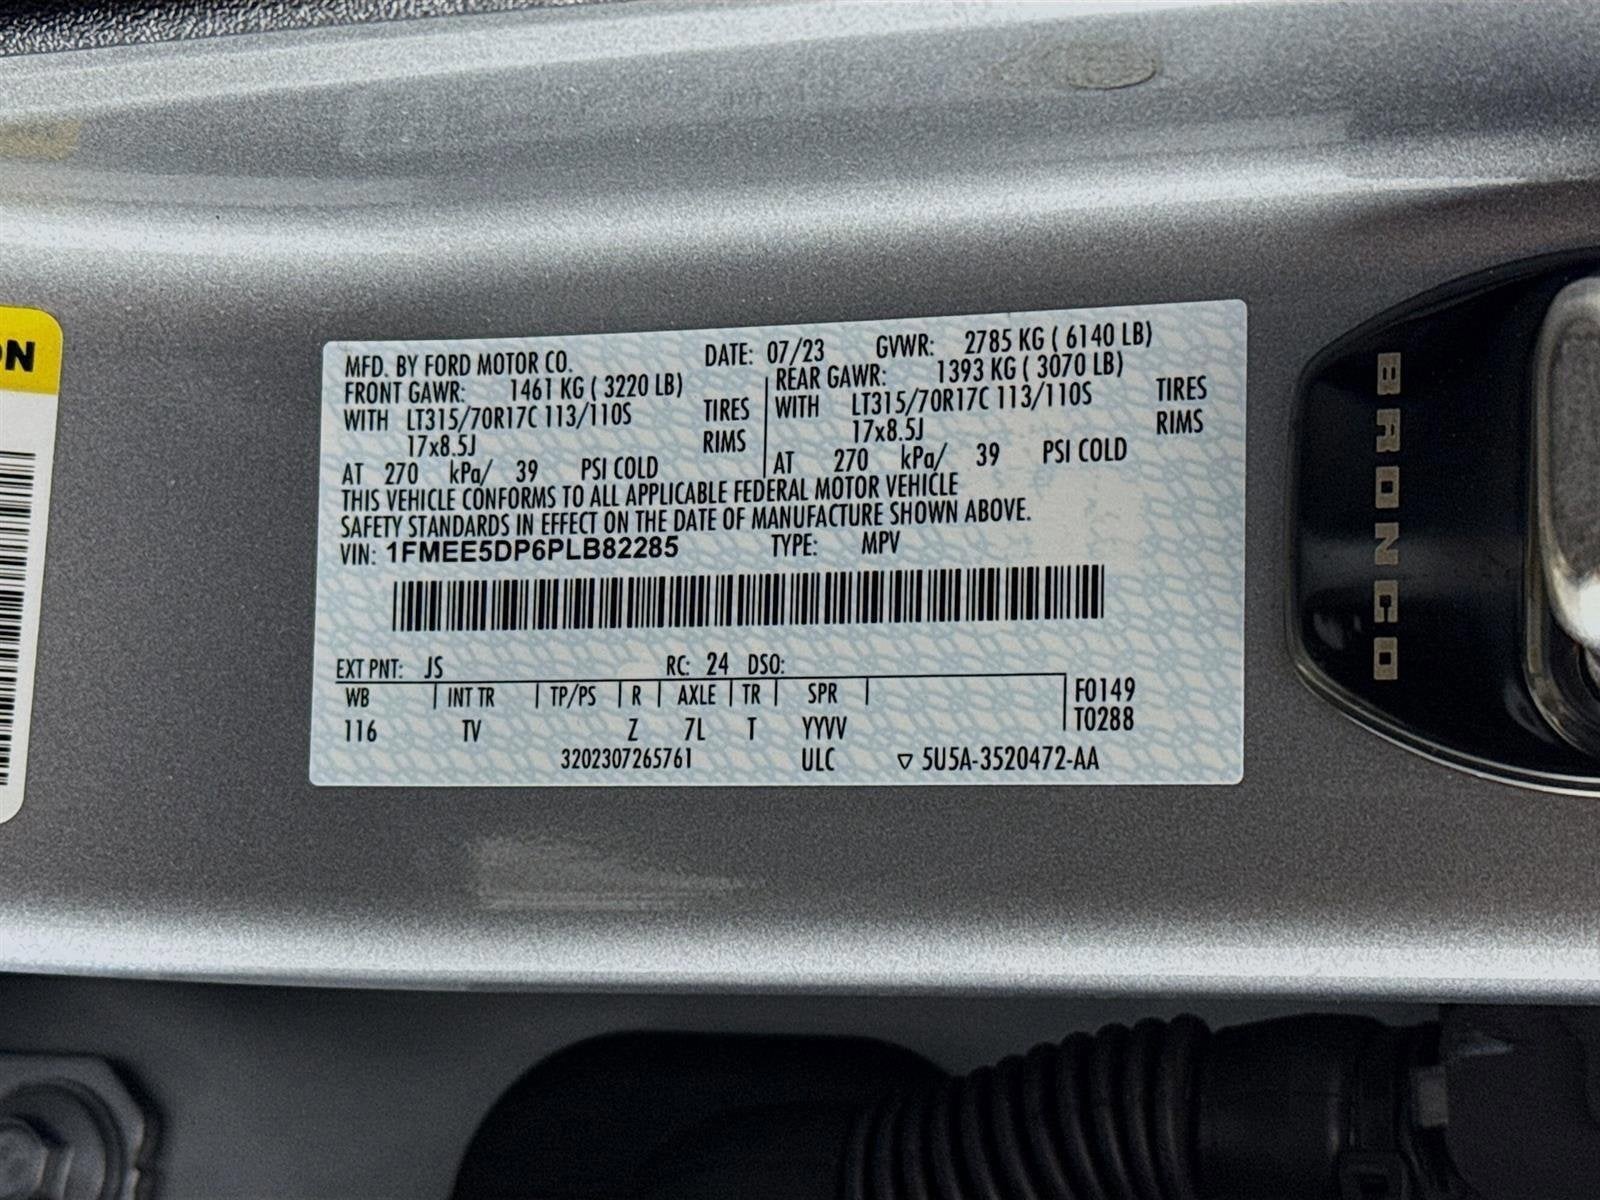 ON
MFD. BY FORD MOTOR CO. DATE: 07/23 GVWR: 2785 KG ( 6140 LB)
FRONT GAWR: 1461 KG ( 3220 LB) REAR GAWR: 1393 KG ( 3070 LB)
WITH LT315/70R17C 113/110S TIRES WITH LT315/70R17C 113/110S TIRES
17x8.5J RIMS 17x8.5J RIMS
AT 270 kPa/ 39 PSI COLD AT 270 kPa/ 39 PSI COLD
THIS VEHICLE CONFORMS TO ALL APPLICABLE FEDERAL MOTOR VEHICLE
SAFETY STANDARDS IN EFFECT ON THE DATE OF MANUFACTURE SHOWN ABOVE.
VIN: 1FMEE5DP6PLB82285 TYPE: MPV
EXT PNT: JS RC: 24 DSO:
WB INT TR TP/PS R AXLE TR SPR F0149
116 TV Z 7L T YYVV T0288
3202307265761 ULC ▽ 5U5A-3520472-AA
BRONCO